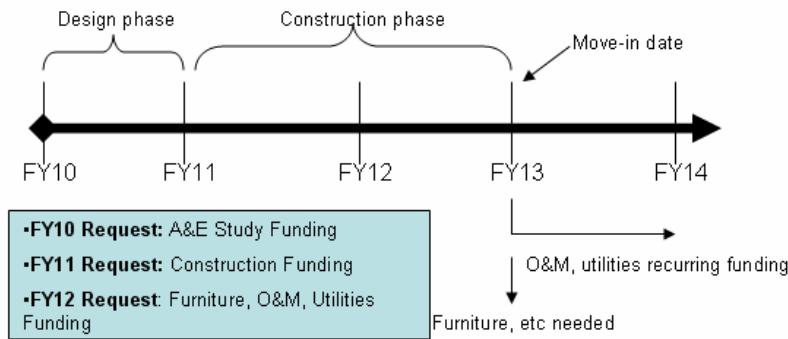 Design phase
Construction phase
Move-in date
FY10
FY11
FY12
FY13
FY14
•FY10 Request: A&E Study Funding
•FY11 Request: Construction Funding
•FY12 Request: Furniture, O&M, Utilities
Funding
O&M, utilities recurring funding
Furniture, etc needed